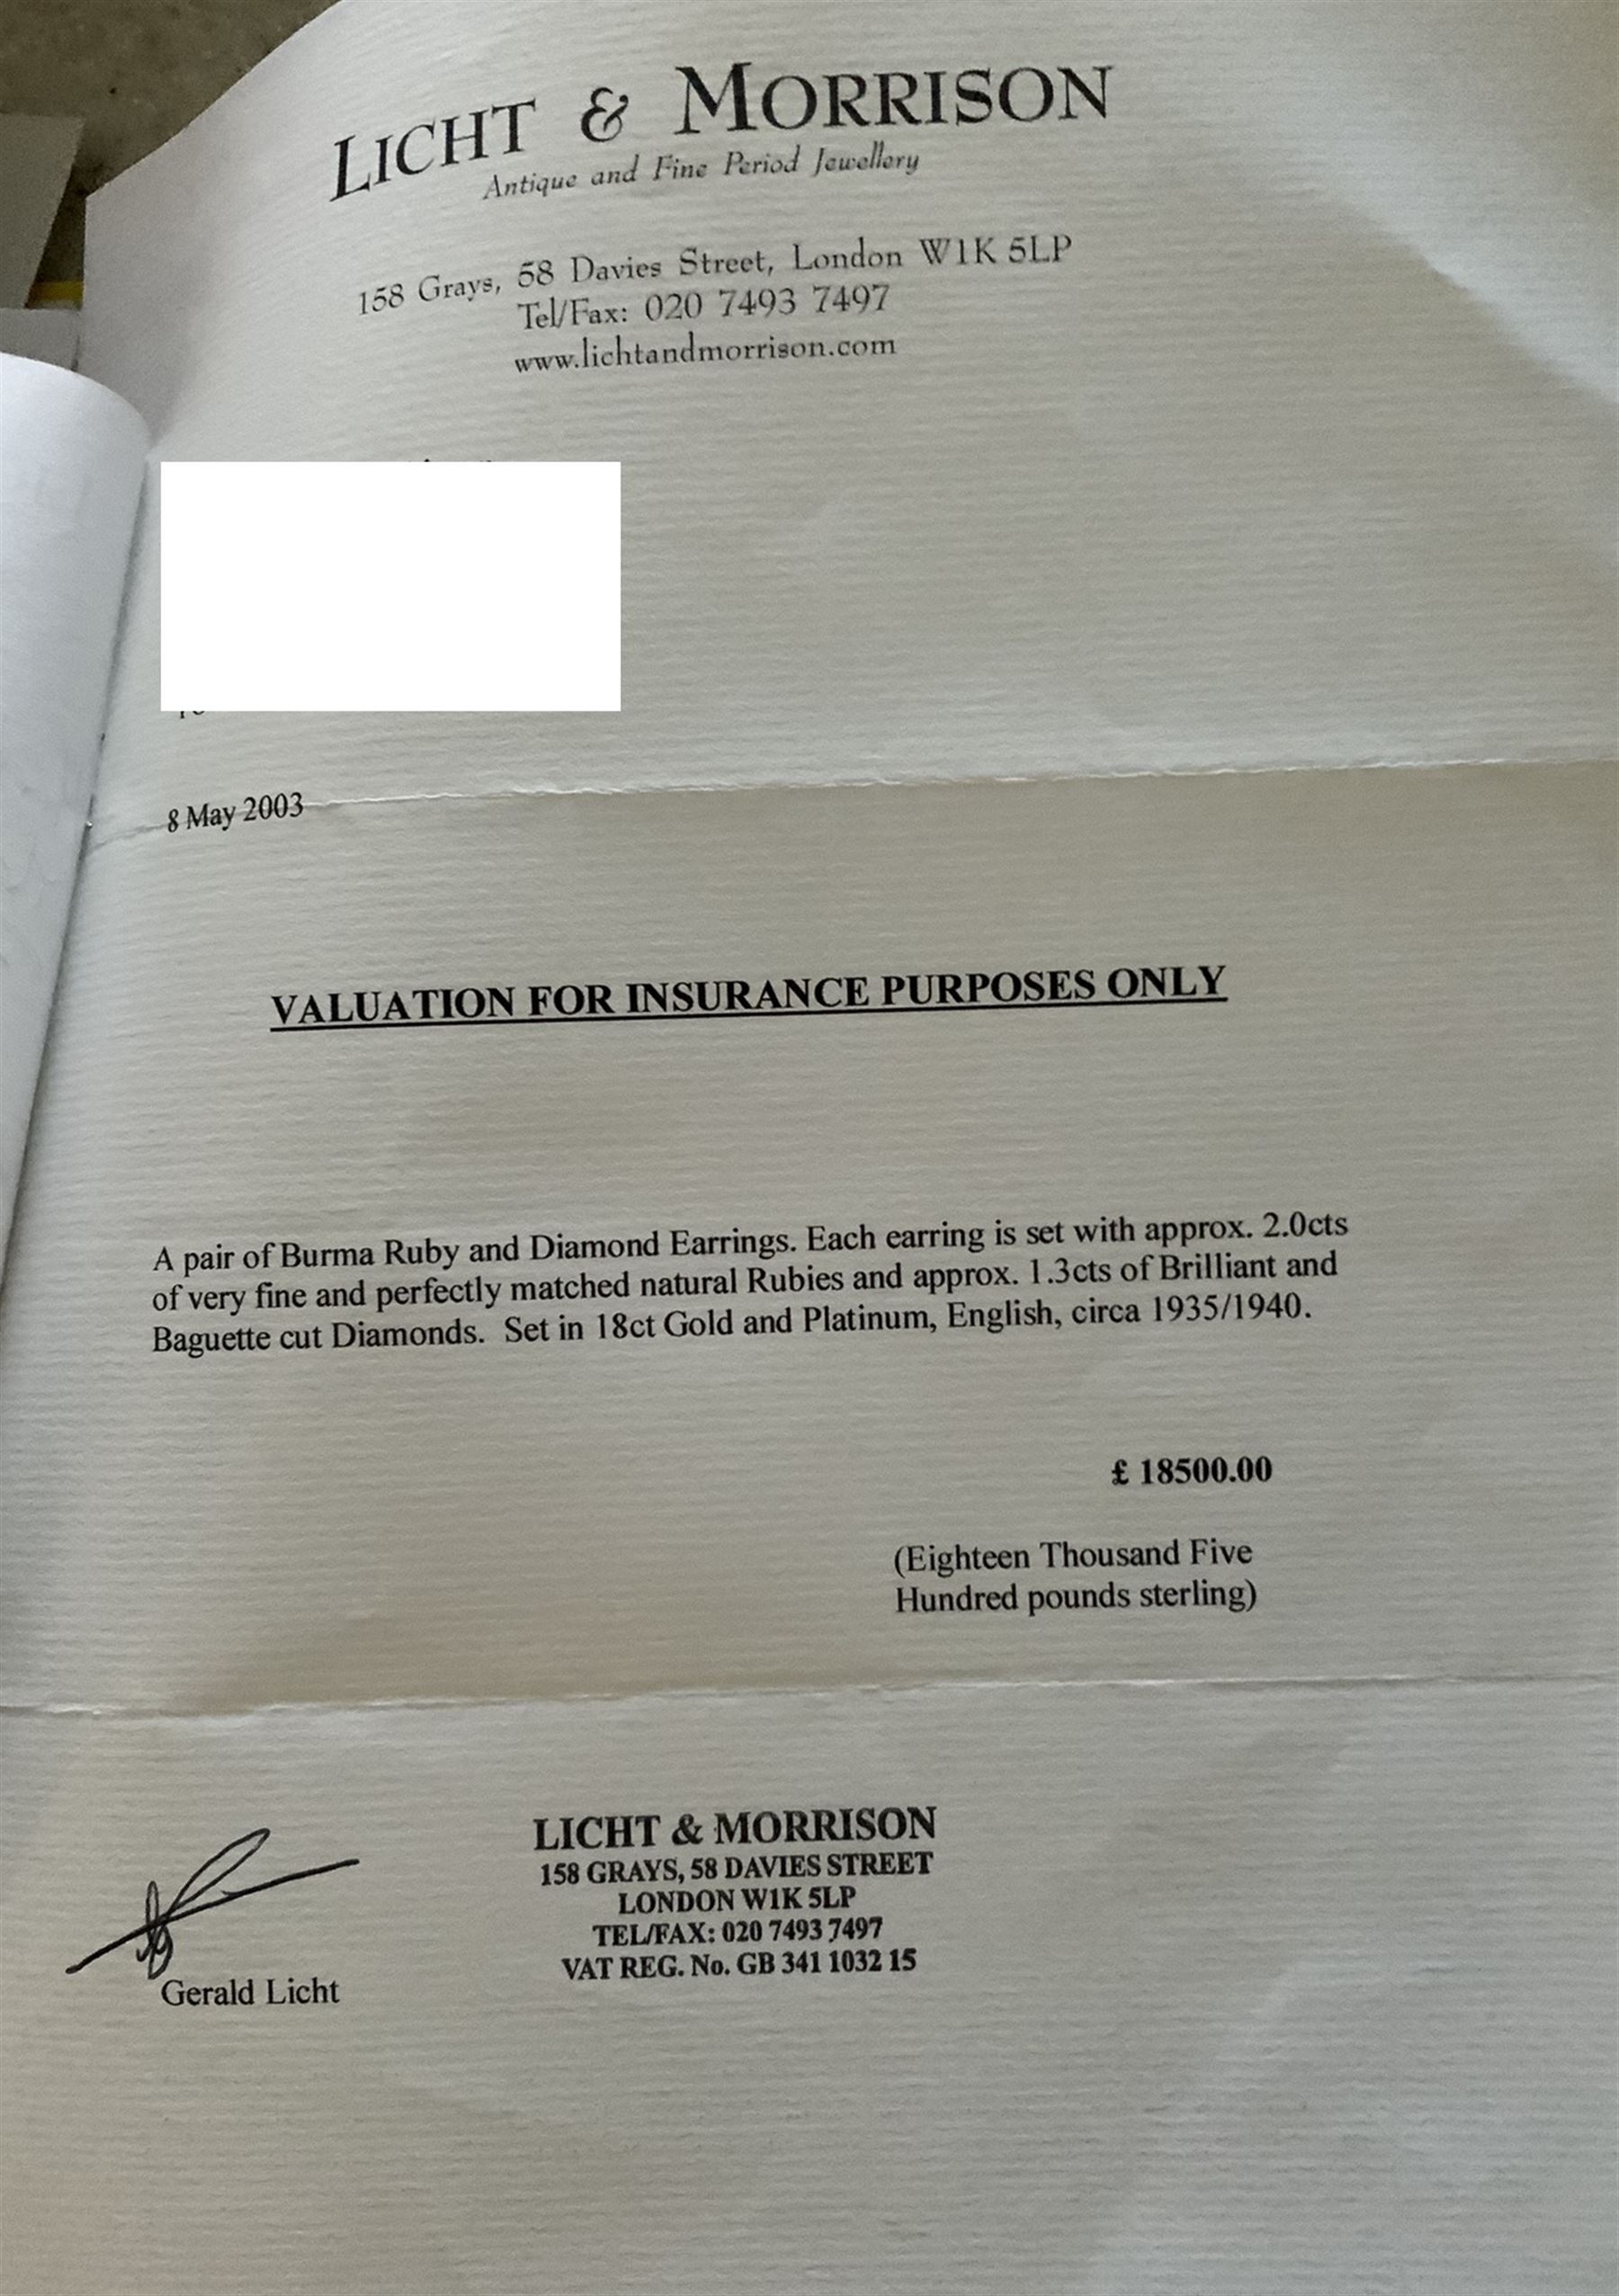 LICHT & MORRISON
Antique and Fine Period Jewellery
158 Grays, 58 Davies Street, London W1K 5LP
Tel/Fax: 020 7493 7497
www.lichtandmorrison.com
8 May 2003
VALUATION FOR INSURANCE PURPOSES ONLY
A pair of Burma Ruby and Diamond Earrings. Each earring is set with approx. 2.0cts
of very fine and perfectly matched natural Rubies and approx. 1.3cts of Brilliant and
Baguette cut Diamonds. Set in 18ct Gold and Platinum, English, circa 1935/1940.
£ 18500.00
(Eighteen Thousand Five
Hundred pounds sterling)
LICHT & MORRISON
158 GRAYS, 58 DAVIES STREET
LONDON W1K 5LP
TEL/FAX: 020 7493 7497
VAT REG. No. GB 341 1032 15
Gerald Licht